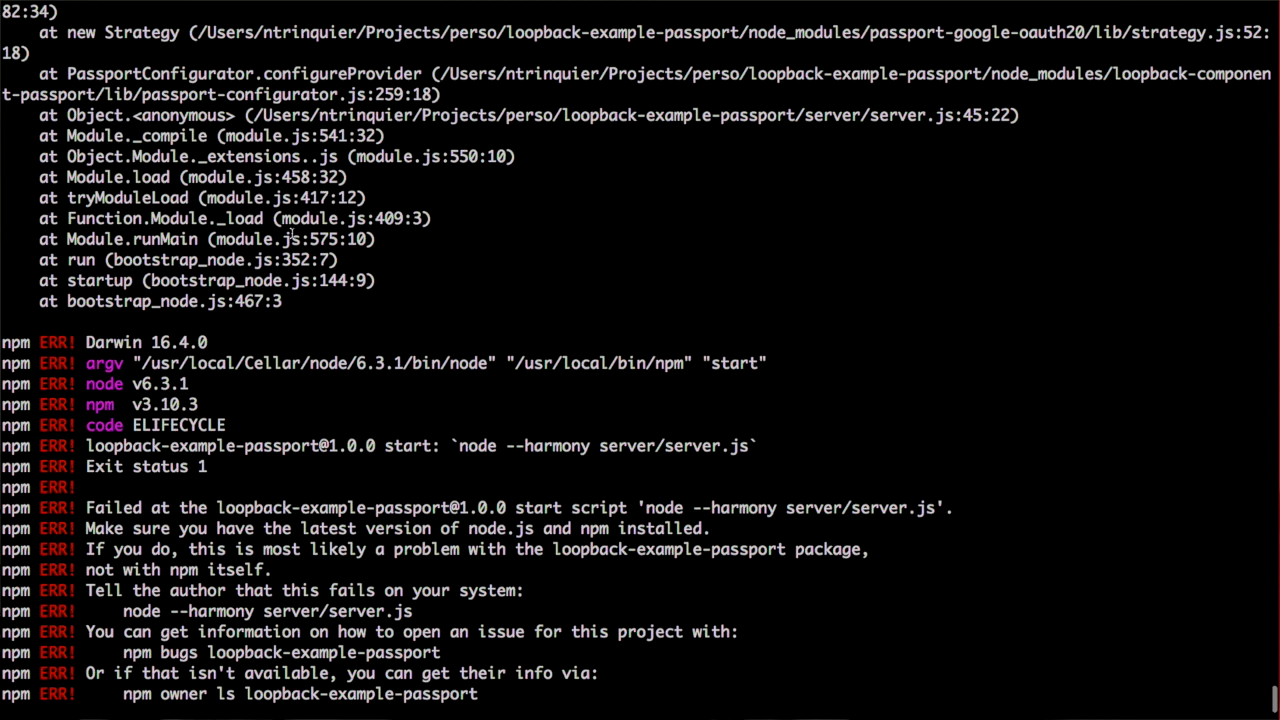 82:34)
    at new Strategy (/Users/ntrinquier/Projects/perso/loopback-example-passport/node_modules/passport-google-oauth20/lib/strategy.js:52:
18)
    at PassportConfigurator.configureProvider (/Users/ntrinquier/Projects/perso/loopback-example-passport/node_modules/loopback-componen
t-passport/lib/passport-configurator.js:259:18)
    at Object.<anonymous> (/Users/ntrinquier/Projects/perso/loopback-example-passport/server/server.js:45:22)
    at Module._compile (module.js:541:32)
    at Object.Module._extensions..js (module.js:550:10)
    at Module.load (module.js:458:32)
    at tryModuleLoad (module.js:417:12)
    at Function.Module._load (module.js:409:3)
    at Module.runMain (module.js:575:10)
    at run (bootstrap_node.js:352:7)
    at startup (bootstrap_node.js:144:9)
    at bootstrap_node.js:467:3

npm ERR! Darwin 16.4.0
npm ERR! argv "/usr/local/Cellar/node/6.3.1/bin/node" "/usr/local/bin/npm" "start"
npm ERR! node v6.3.1
npm ERR! npm  v3.10.3
npm ERR! code ELIFECYCLE
npm ERR! loopback-example-passport@1.0.0 start: `node --harmony server/server.js`
npm ERR! Exit status 1
npm ERR!
npm ERR! Failed at the loopback-example-passport@1.0.0 start script 'node --harmony server/server.js'.
npm ERR! Make sure you have the latest version of node.js and npm installed.
npm ERR! If you do, this is most likely a problem with the loopback-example-passport package,
npm ERR! not with npm itself.
npm ERR! Tell the author that this fails on your system:
npm ERR!     node --harmony server/server.js
npm ERR! You can get information on how to open an issue for this project with:
npm ERR!     npm bugs loopback-example-passport
npm ERR! Or if that isn't available, you can get their info via:
npm ERR!     npm owner ls loopback-example-passport